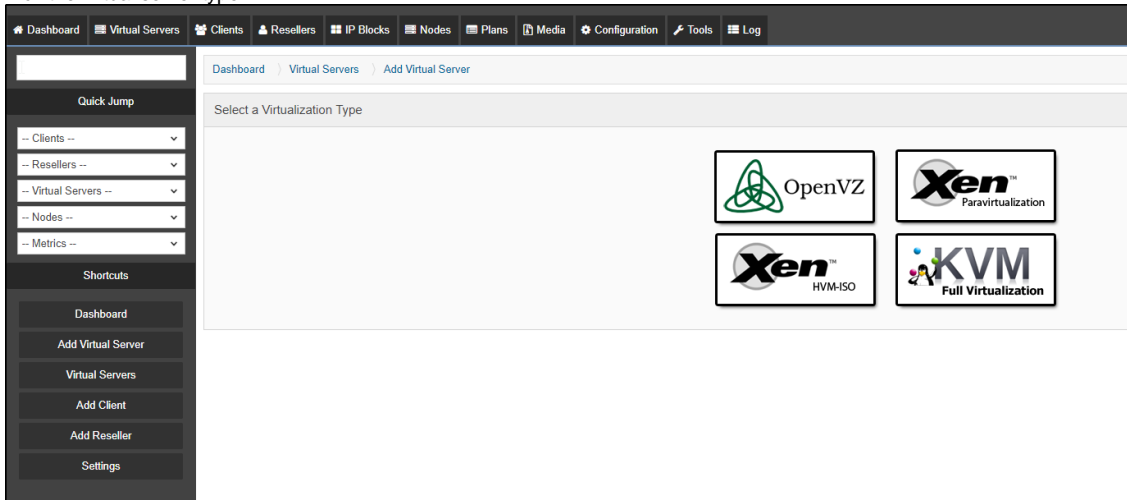 Dashboard Virtual Servers Clients Resellers IP Blocks Nodes Plans Media Configuration Tools Log
Dashboard Virtual Servers Add Virtual Server
Quick Jump
Select a Virtualization Type
-- Clients --
-- Resellers --
-- Virtual Servers --
-- Nodes --
-- Metrics --
OpenVZ
Xen™
Paravirtualization
Xen™
HVM-ISO
KVM
Full Virtualization
Shortcuts
Dashboard
Add Virtual Server
Virtual Servers
Add Client
Add Reseller
Settings